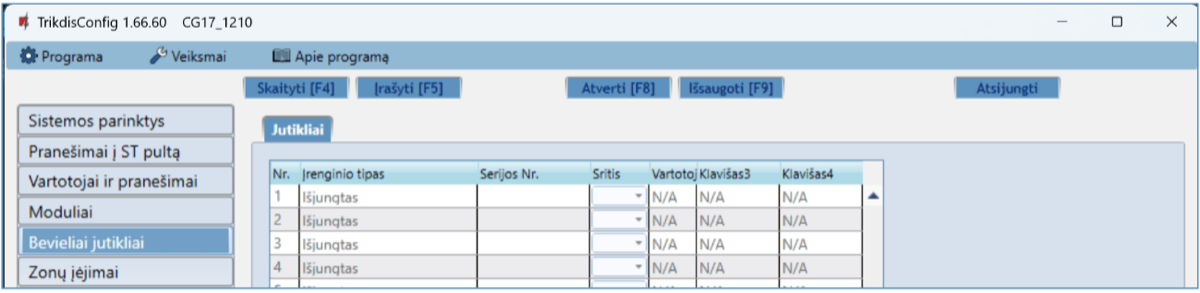 TrikdisConfig 1.66.60 CG17_1210
Programa Veiksmai Apie programą
Skaityti [F4] Įrašyti [F5] Atverti [F8] Išsaugoti [F9] Atsijungti
Sistemos parinktys
Pranešimai į ST pultą
Vartotojai ir pranešimai
Moduliai
Bevieliai jutikliai
Zonų įėjimai
Jutikliai
Nr. Įrenginio tipas Serijos Nr. Sritis Vartotoj Klavišas3 Klavišas4
1 Išjungtas N/A N/A N/A
2 Išjungtas N/A N/A N/A
3 Išjungtas N/A N/A N/A
4 Išjungtas N/A N/A N/A